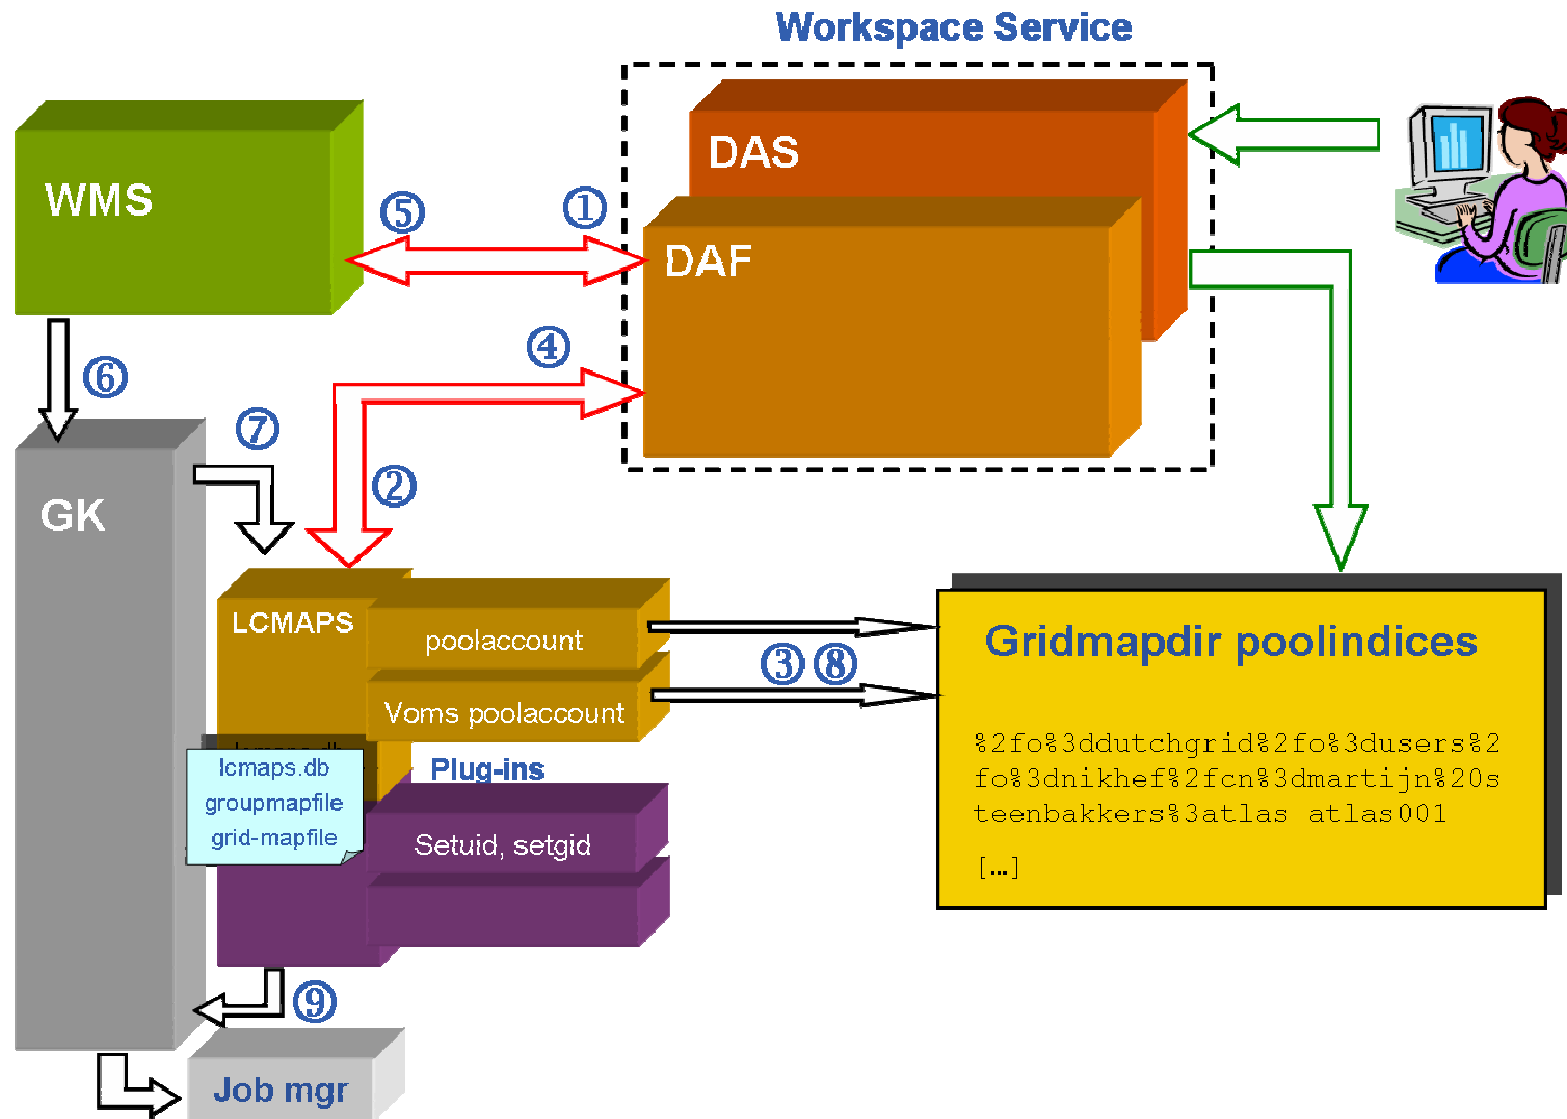 Workspace Service
DAS
WMS
⑤
①
DAF
④
⑥
⑦
②
GK
LCMAPS
poolaccount
③ ⑧
Voms poolaccount
Gridmapdir poolindices
%2fo%3ddutchgrid%2fo%3dusers%2
fo%3dnikhef%2fcn%3dmartijn%20s
teenbakkers%3atlas atlas001
[…]
lcmaps.db
lcmaps.db
groupmapfile
grid-mapfile
Plug-ins
Setuid, setgid
⑨
Job mgr